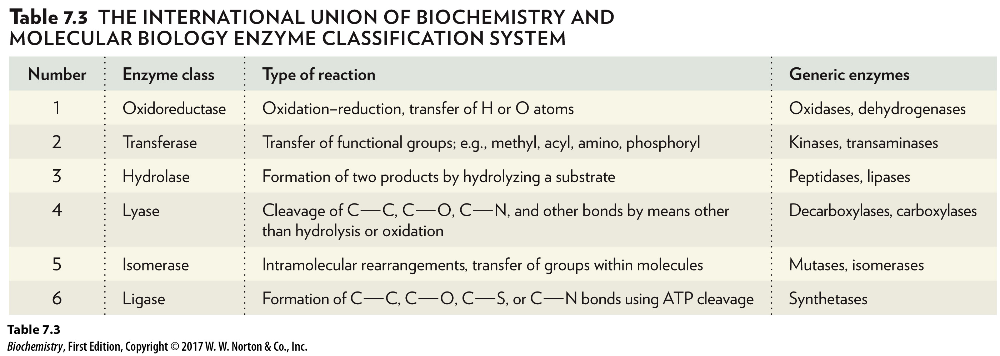 Table 7.3 THE INTERNATIONAL UNION OF BIOCHEMISTRY AND
MOLECULAR BIOLOGY ENZYME CLASSIFICATION SYSTEM
Number Enzyme class Type of reaction Generic enzymes
1 Oxidoreductase Oxidation–reduction, transfer of H or O atoms Oxidases, dehydrogenases
2 Transferase Transfer of functional groups; e.g., methyl, acyl, amino, phosphoryl Kinases, transaminases
3 Hydrolase Formation of two products by hydrolyzing a substrate Peptidases, lipases
4 Lyase Cleavage of C—C, C—O, C—N, and other bonds by means other Decarboxylases, carboxylases
than hydrolysis or oxidation
5 Isomerase Intramolecular rearrangements, transfer of groups within molecules Mutases, isomerases
6 Ligase Formation of C—C, C—O, C—S, or C—N bonds using ATP cleavage Synthetases
Table 7.3
Biochemistry, First Edition, Copyright © 2017 W. W. Norton & Co., Inc.